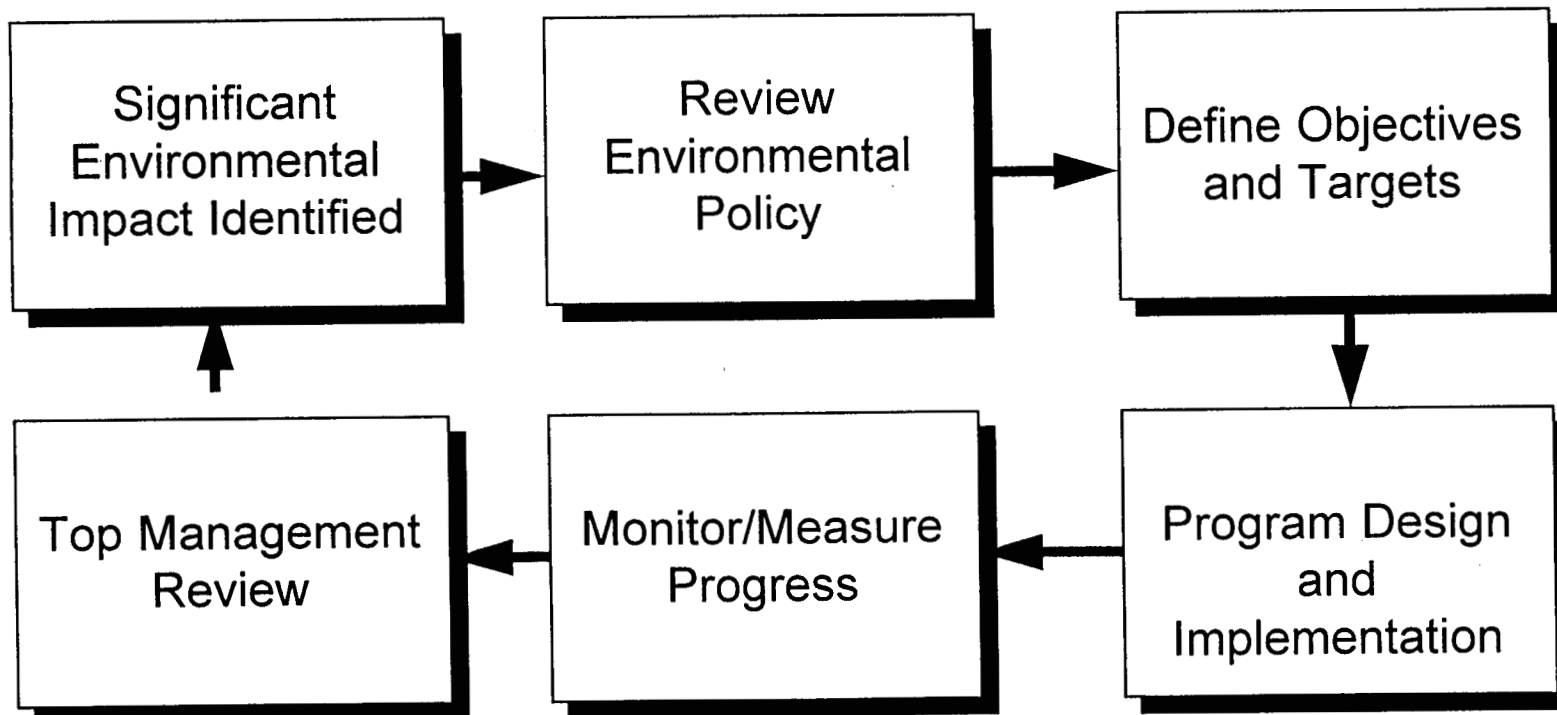 Significant
Environmental
Impact Identified
Review
Environmental
Policy
Define Objectives
and Targets
Top Management
Review
Monitor/Measure
Progress
Program Design
and
Implementation